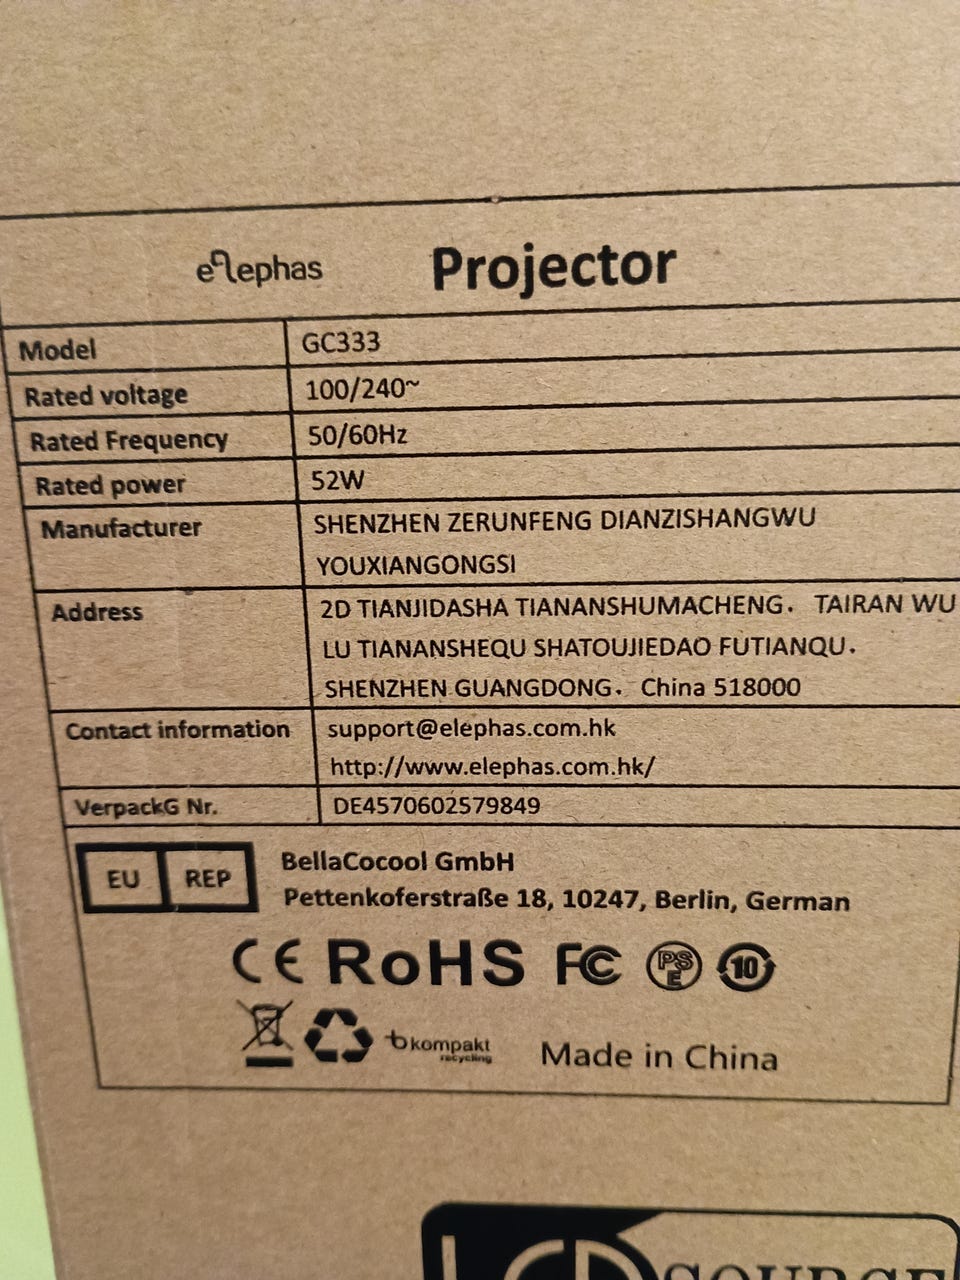 elephas Projector
Model GC333
Rated voltage 100/240~
Rated Frequency 50/60Hz
Rated power 52W
Manufacturer SHENZHEN ZERUNFENG DIANZISHANGWU
YOUXIANGONGSI
Address 2D TIANJIDASHA TIANANSHUMACHENG. TAIRAN WU
LU TIANANSHEQU SHATOUJIEDAO FUTIANQU.
SHENZHEN GUANGDONG. China 518000
Contact information support@elephas.com.hk
http://www.elephas.com.hk/
VerpackG Nr. DE4570602579849
EU REP BellaCocool GmbH
Pettenkoferstraße 18, 10247, Berlin, German
CE RoHS FC PSE 10
kompakt
recycling
Made in China
LCD SOURCE